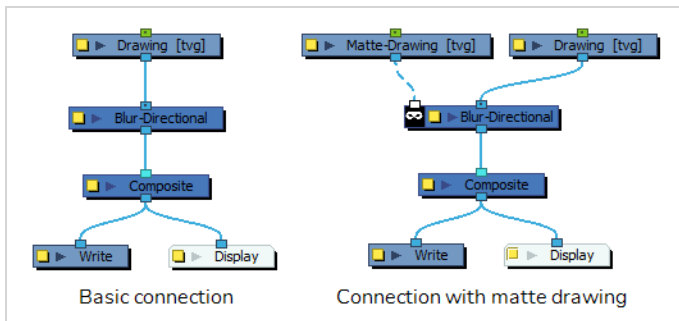 Drawing [tvg]
Blur-Directional
Composite
Write
Display
Basic connection
Matte-Drawing [tvg]
Drawing [tvg]
Blur-Directional
Composite
Write
Display
Connection with matte drawing